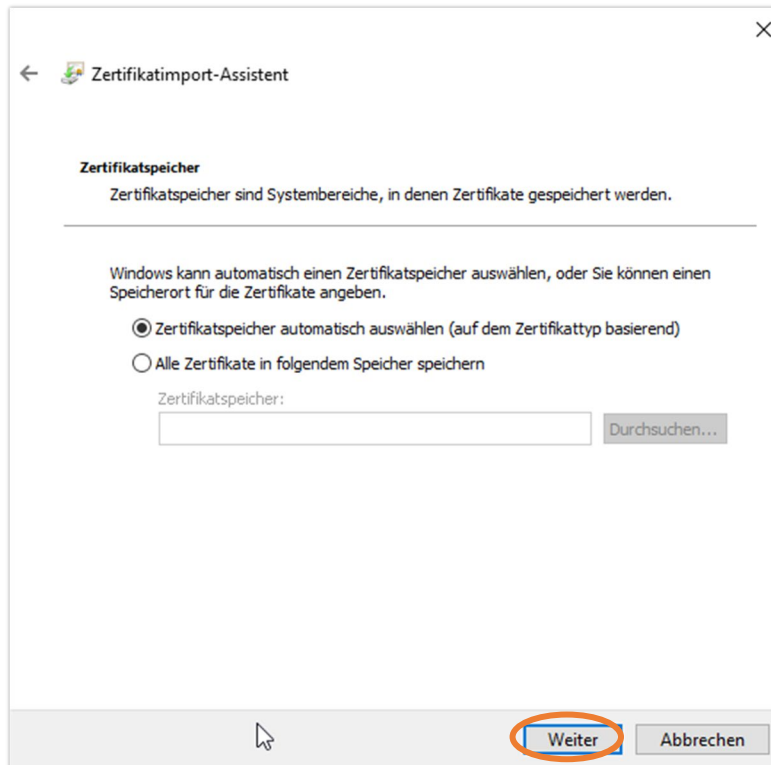 Zertifikatimport-Assistent
Zertifikatspeicher
Zertifikatspeicher sind Systembereiche, in denen Zertifikate gespeichert werden.
Windows kann automatisch einen Zertifikatspeicher auswählen, oder Sie können einen
Speicherort für die Zertifikate angeben.
Zertifikatspeicher automatisch auswählen (auf dem Zertifikattyp basierend)
Alle Zertifikate in folgendem Speicher speichern
Zertifikatspeicher:
Durchsuchen...
Weiter Abbrechen